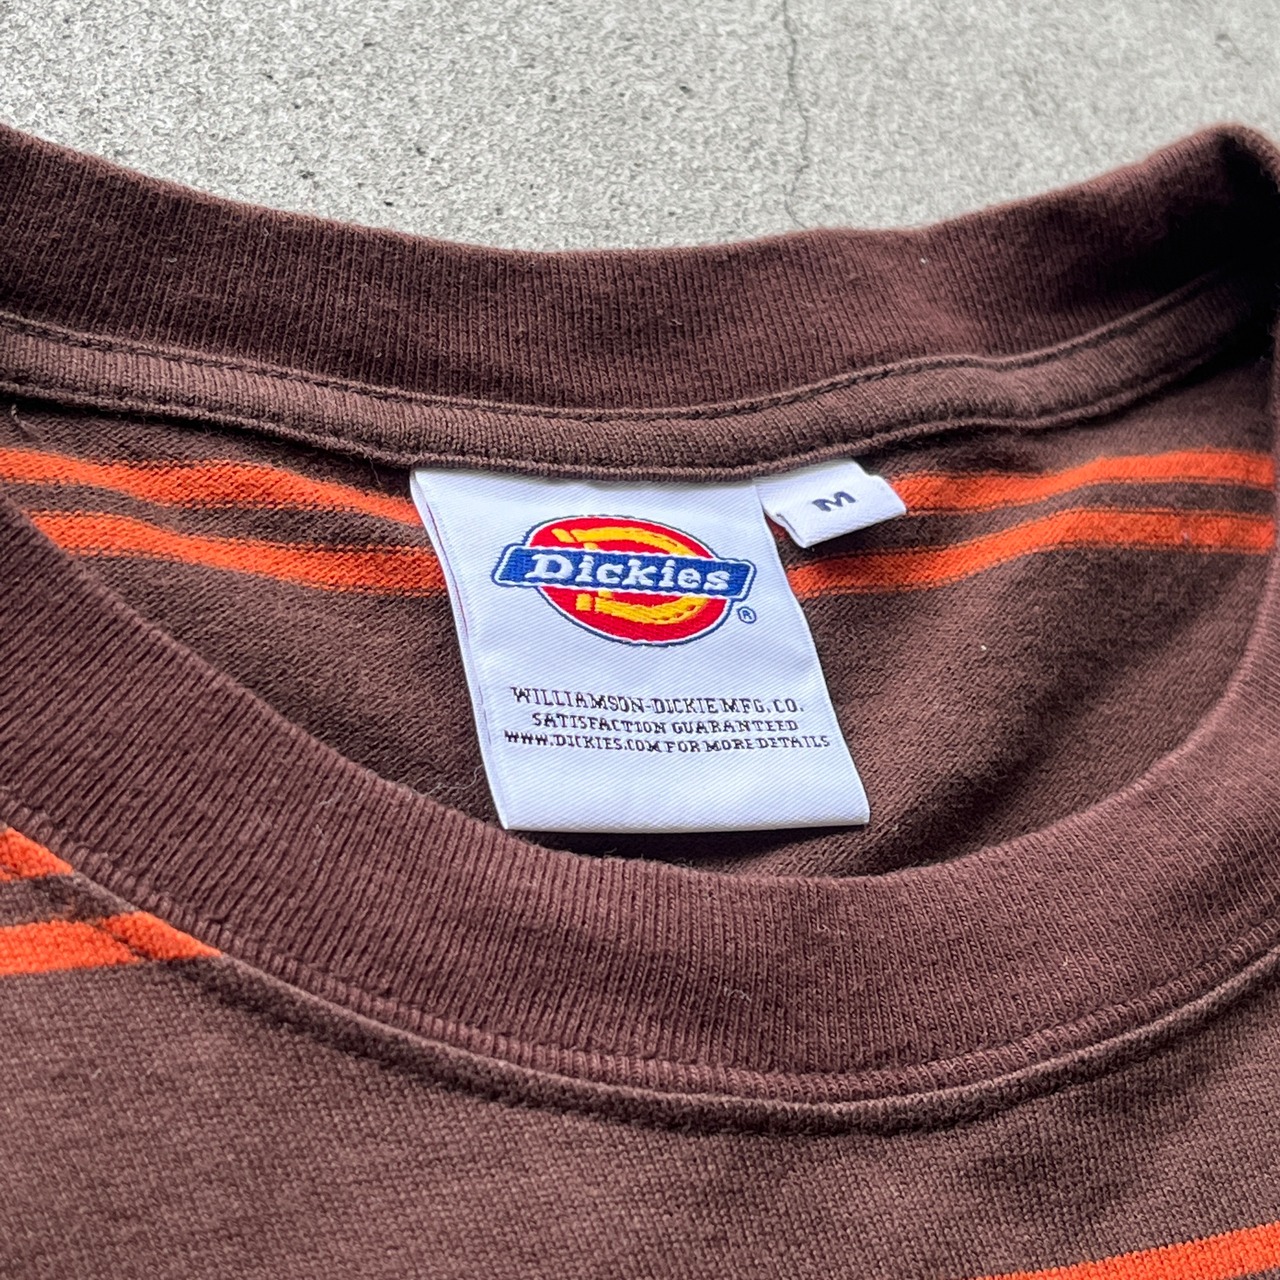 M
Dickies
®
WILLIAMSON-DICKIE MFG. CO.
SATISFACTION GUARANTEED
WWW.DICKIES.COM FOR MORE DETAILS